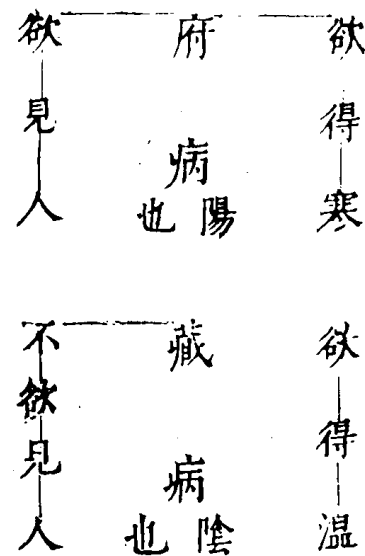 欲得寒
府病陽也
欲見人
欲得温
藏病陰也
不欲見人